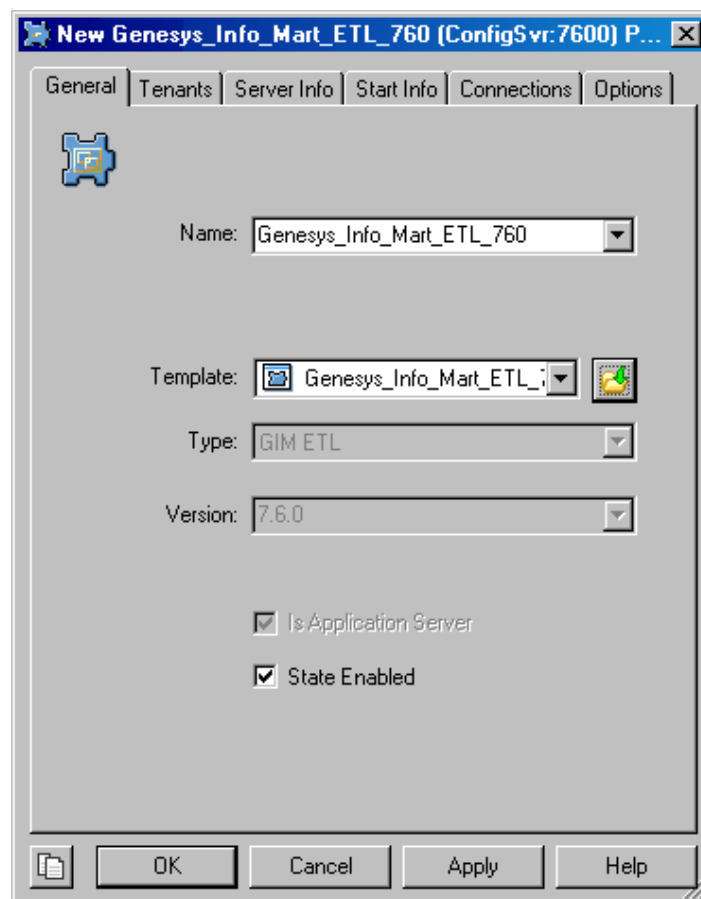 New Genesys_Info_Mart_ETL_760 (ConfigSvr:7600) P...
General Tenants Server Info Start Info Connections Options
Name: Genesys_Info_Mart_ETL_760
Template: Genesys_Info_Mart_ETL_
Type: GIM ETL
Version: 7.6.0
Is Application Server
State Enabled
OK Cancel Apply Help